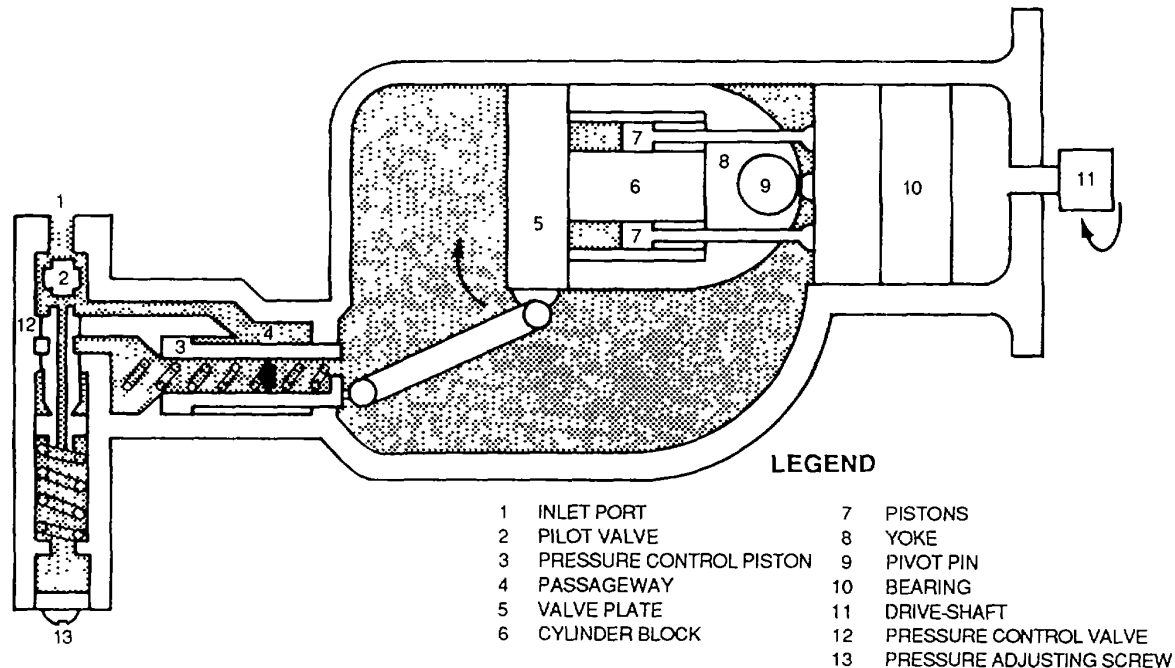 1
2
12
3
4
5
6
7
7
8
9
10
11
13
LEGEND
1 INLET PORT
2 PILOT VALVE
3 PRESSURE CONTROL PISTON
4 PASSAGEWAY
5 VALVE PLATE
6 CYLINDER BLOCK
7 PISTONS
8 YOKE
9 PIVOT PIN
10 BEARING
11 DRIVE-SHAFT
12 PRESSURE CONTROL VALVE
13 PRESSURE ADJUSTING SCREW